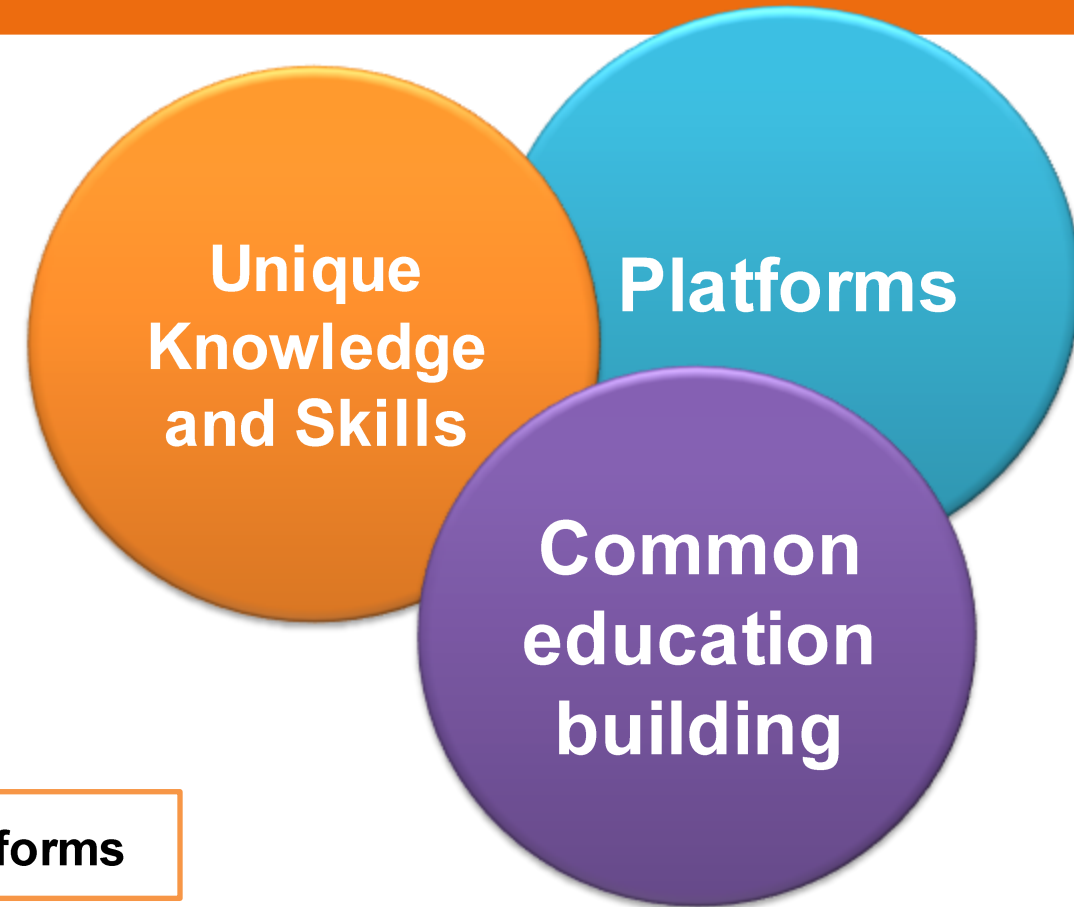 Unique
Knowledge
and Skills
Platforms
Common
education
building
forms